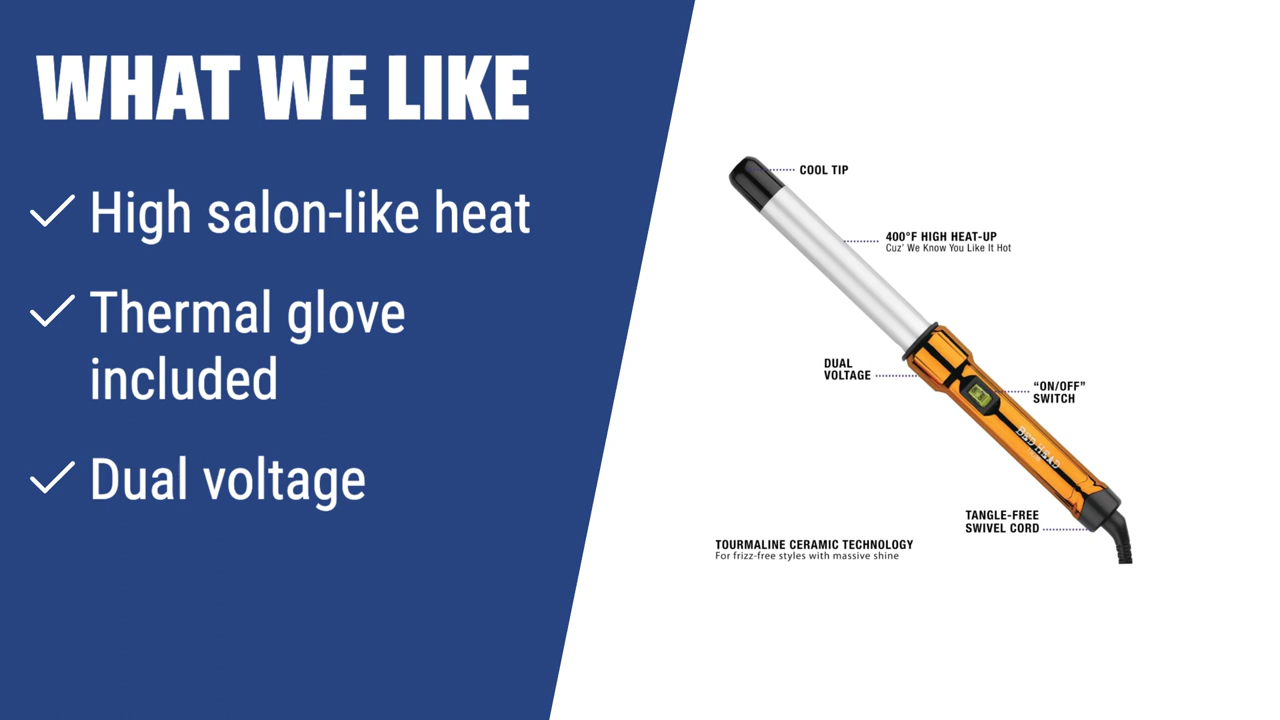 WHAT WE LIKE
High salon-like heat
Thermal glove
included
Dual voltage
COOL TIP
400°F HIGH HEAT-UP
Cuz' We Know You Like It Hot
DUAL
VOLTAGE
“ON/OFF”
SWITCH
BED HEAD
TANGLE-FREE
SWIVEL CORD
TOURMALINE CERAMIC TECHNOLOGY
For frizz-free styles with massive shine